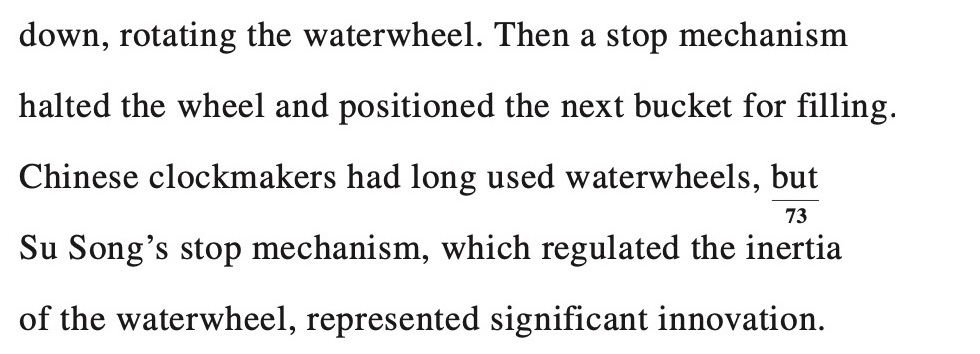 down, rotating the waterwheel. Then a stop mechanism
halted the wheel and positioned the next bucket for filling.
Chinese clockmakers had long used waterwheels, but
73
Su Song’s stop mechanism, which regulated the inertia
of the waterwheel, represented significant innovation.